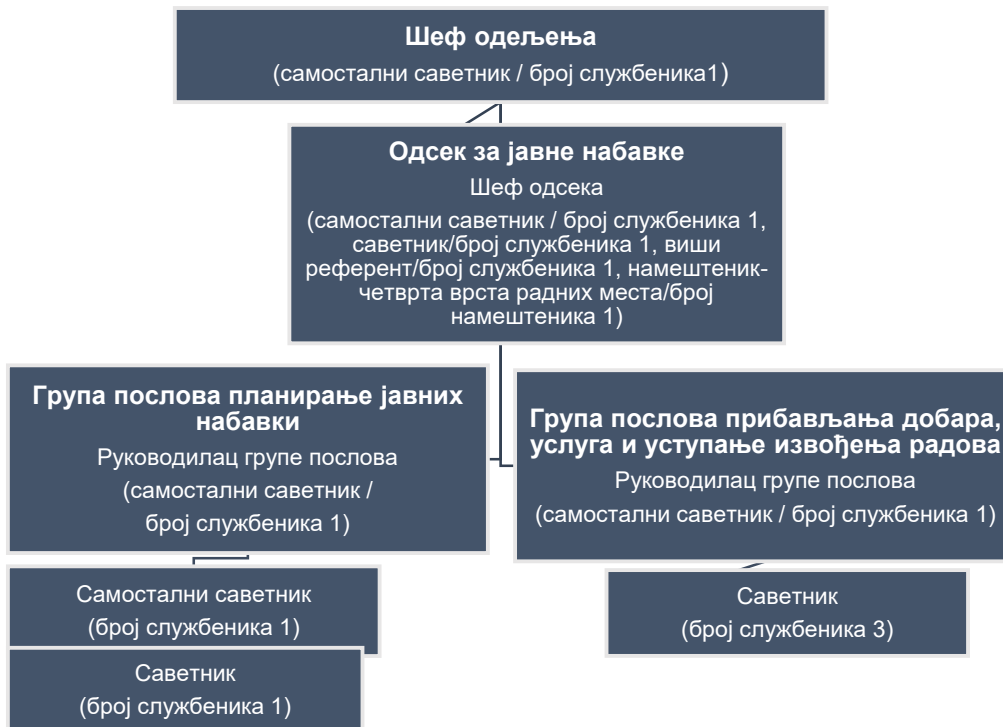 Шеф одељења
(самостални саветник / број службеника1)
Одсек за јавне набавке
Шеф одсека
(самостални саветник / број службеника 1,
саветник/број службеника 1, виши
референт/број службеника 1, намештеник-
четврта врста радних места/број
намештеника 1)
Група послова планирање јавних
набавки
Руководилац групе послова
(самостални саветник /
број службеника 1)
Група послова прибављања добара,
услуга и уступање извођења радова
Руководилац групе послова
(самостални саветник / број службеника 1)
Самостални саветник
(број службеника 1)
Саветник
(број службеника 1)
Саветник
(број службеника 3)